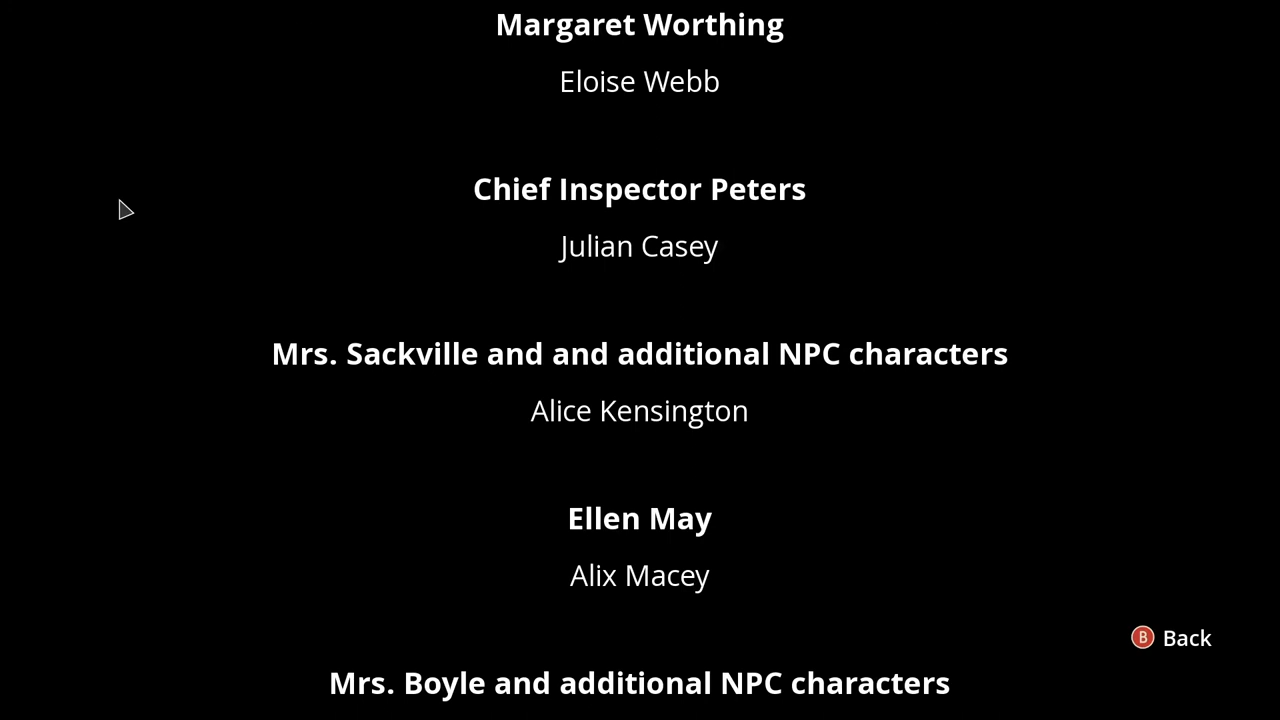 Margaret Worthing
Eloise Webb
Chief Inspector Peters
Julian Casey
Mrs. Sackville and and additional NPC characters
Alice Kensington
Ellen May
Alix Macey
B Back
Mrs. Boyle and additional NPC characters